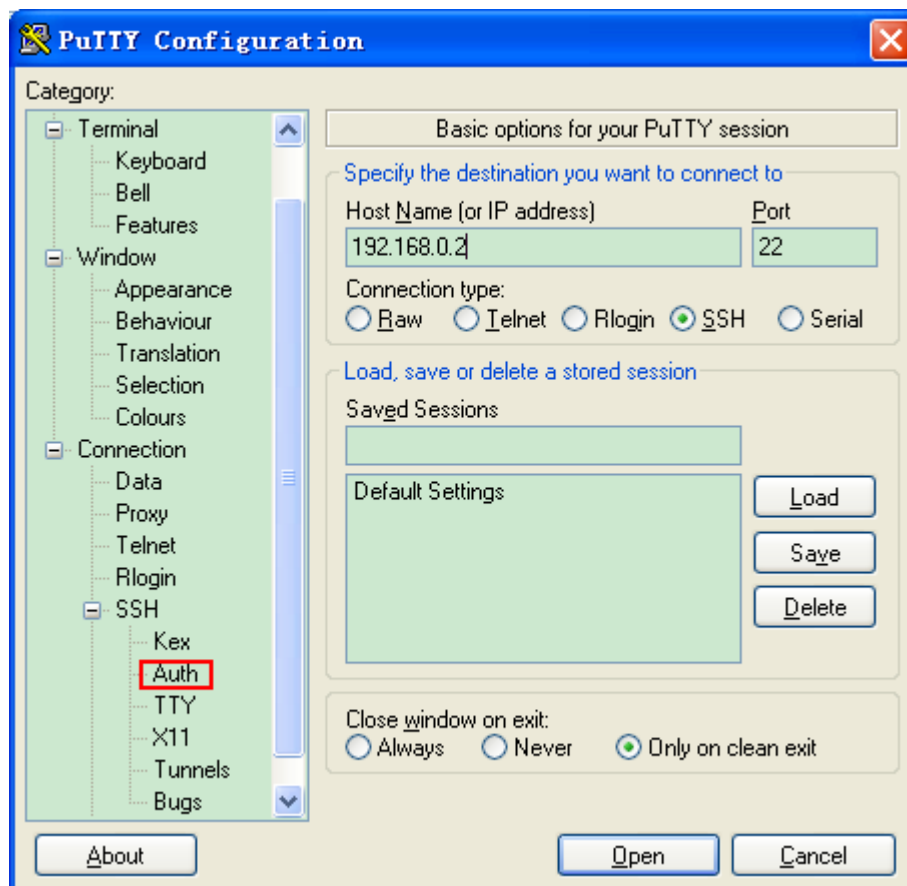 PuTTY Configuration
Category:
Terminal
Keyboard
Bell
Features
Window
Appearance
Behaviour
Translation
Selection
Colours
Connection
Data
Proxy
Telnet
Rlogin
SSH
Kex
Auth
TTY
X11
Tunnels
Bugs
Basic options for your PuTTY session
Specify the destination you want to connect to
Host Name (or IP address) Port
192.168.0.2 22
Connection type:
Raw Telnet Rlogin SSH Serial
Load, save or delete a stored session
Saved Sessions
Default Settings
Load
Save
Delete
Close window on exit:
Always Never Only on clean exit
About Open Cancel